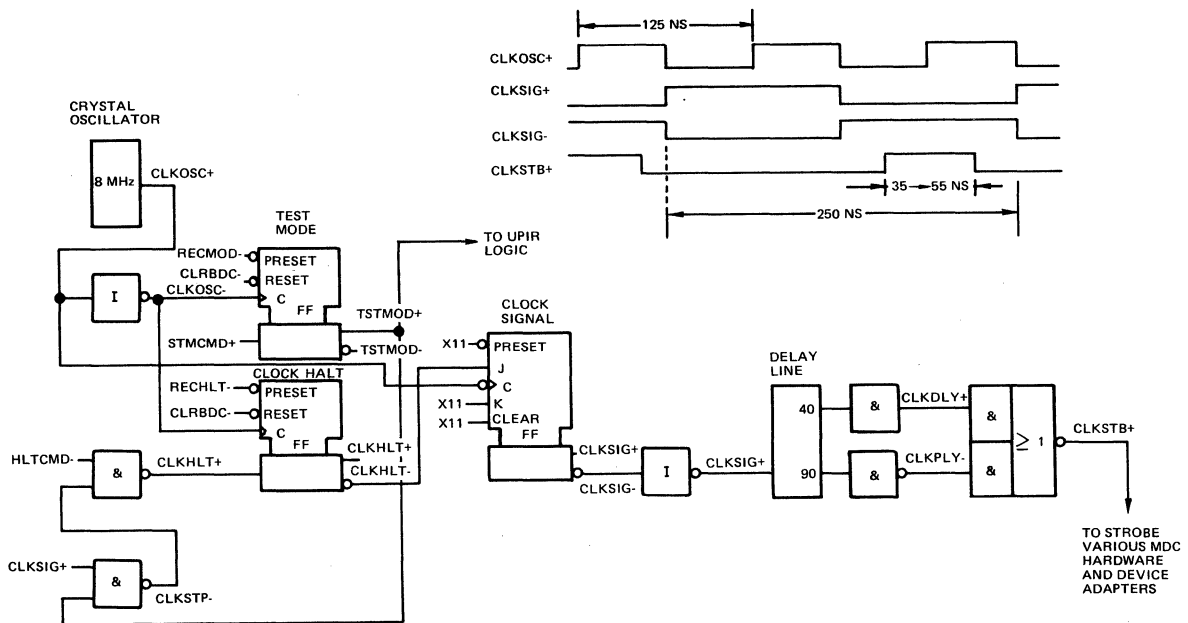 125 NS
CLKOSC+
CLKSIG+
CLKSIG-
CLKSTB+
35 55 NS
250 NS
CRYSTAL
OSCILLATOR
8 MHz
CLKOSC+
TEST
MODE
TO UPIR
LOGIC
RECMOD-
PRESET
CLRBDC-
RESET
CLKOSC-
I
C
FF
STMCMD+
TSTMOD+
TSTMOD-
CLOCK
SIGNAL
X11
PRESET
J
C
X11
K
X11
CLEAR
FF
CLOCK HALT
RECHLT-
PRESET
CLRBDC-
RESET
C
FF
CLKHLT+
CLKHLT-
HLTCMD-
&
CLKHLT+
CLKSIG+
CLKSIG-
I
CLKSIG+
DELAY
LINE
40
90
&
CLKDLY+
&
CLKPLY-
&
&
≥ 1
CLKSTB+
CLKSIG+
&
CLKSTP-
TO STROBE
VARIOUS MDC
HARDWARE
AND DEVICE
ADAPTERS